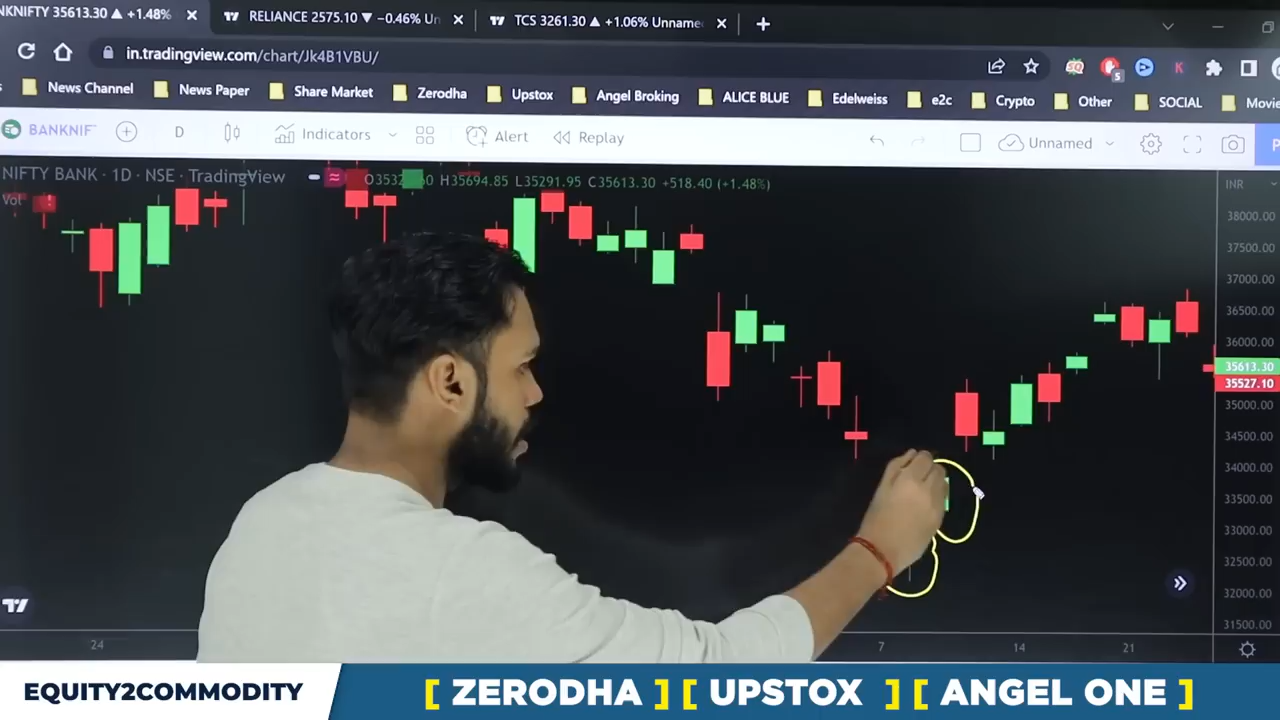 NKNIFTY 35613.30 ▲ +1.48%
RELIANCE 2575.10 ▼ −0.46% Un
TCS 3261.30 ▲ +1.06% Unname
in.tradingview.com/chart/Jk4B1VBU/
News Channel News Paper Share Market Zerodha Upstox Angel Broking ALICE BLUE Edelweiss e2c Crypto Other SOCIAL Movie
BANKNIF D Indicators Alert Replay Unnamed
NIFTY BANK · 1D · NSE · TradingView H35694.85 L35291.95 C35613.30 +518.40 (+1.48%)
Vol
INR
38000.00
37500.00
37000.00
36500.00
36000.00
35613.30
35527.10
35000.00
34500.00
34000.00
33500.00
33000.00
32500.00
32000.00
31500.00
24 7 14 21
EQUITY2COMMODITY
[ ZERODHA ] [ UPSTOX ] [ ANGEL ONE ]